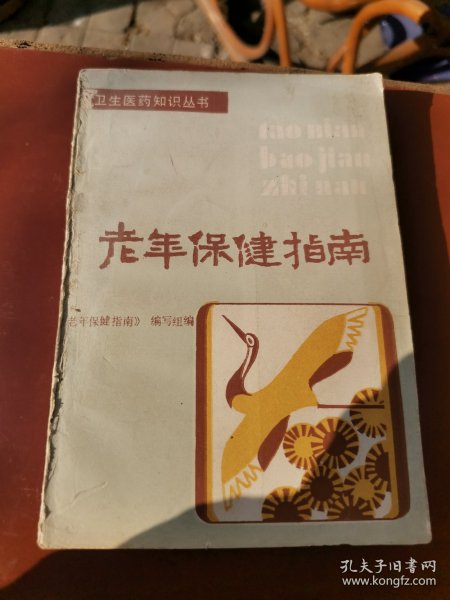 卫生医药知识丛书
lao nian
bao jian
zhi nan
老年保健指南
老年保健指南》 编写组编
孔夫子旧书网
www.kongfz.com